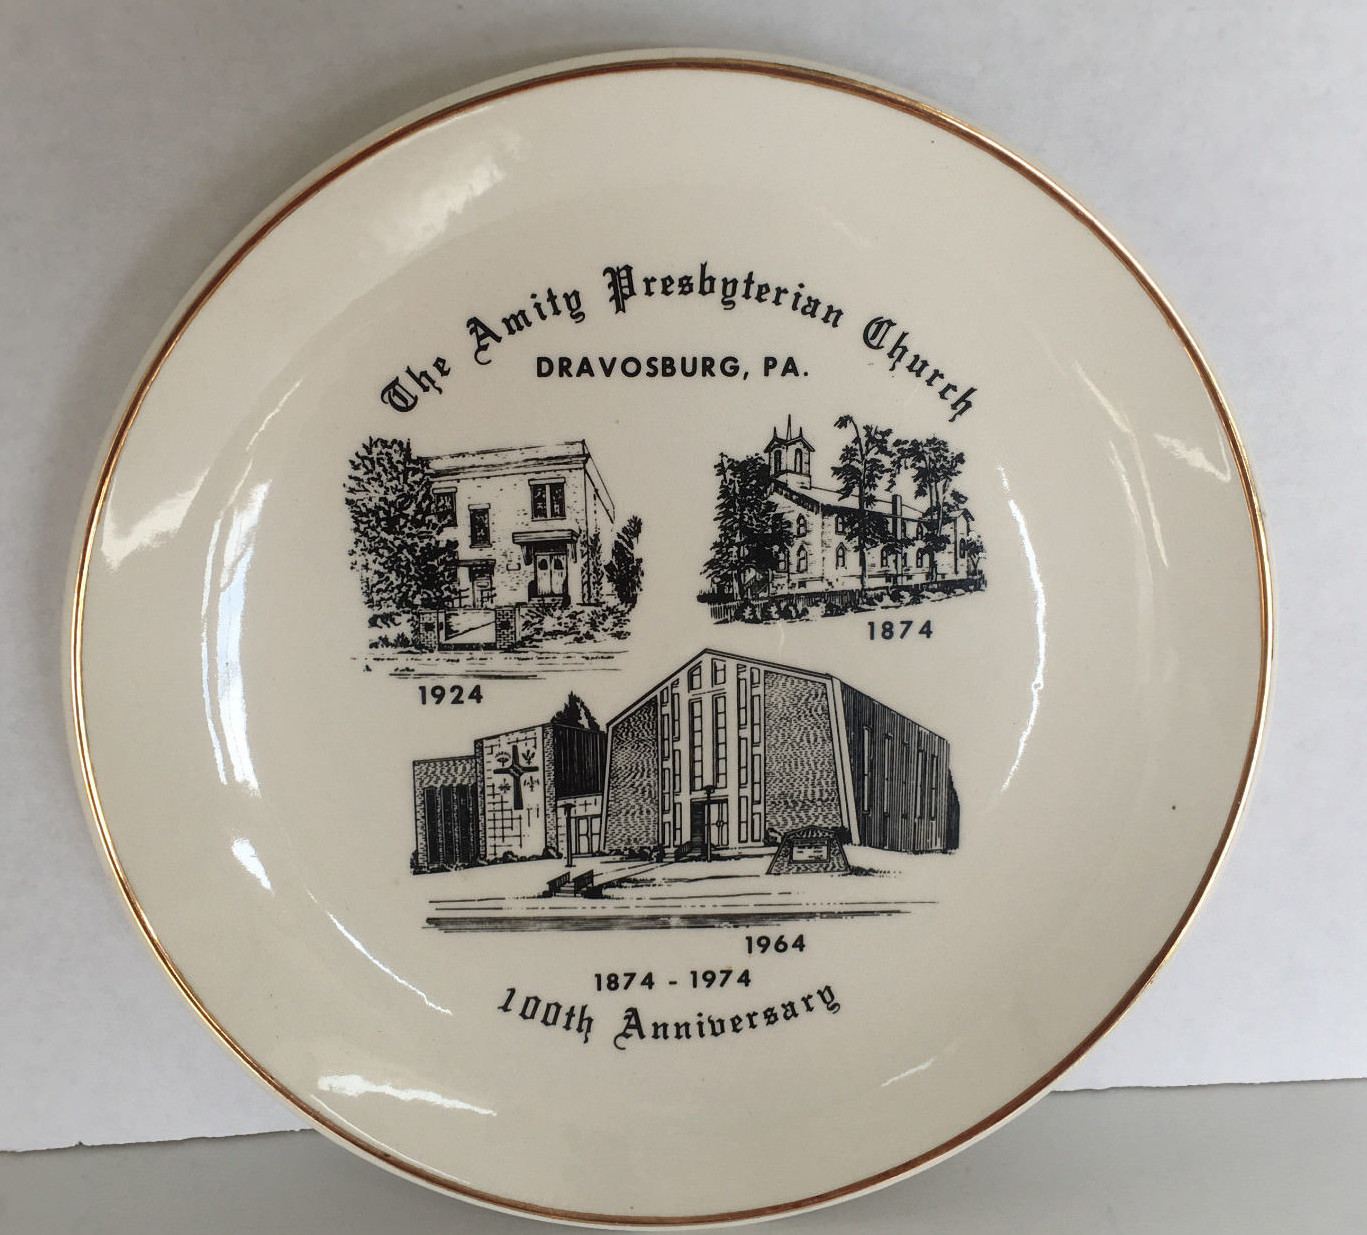 The Amity Presbyterian Church
DRAVOSBURG, PA.
1874
1924
1964
1874 - 1974
100th Anniversary